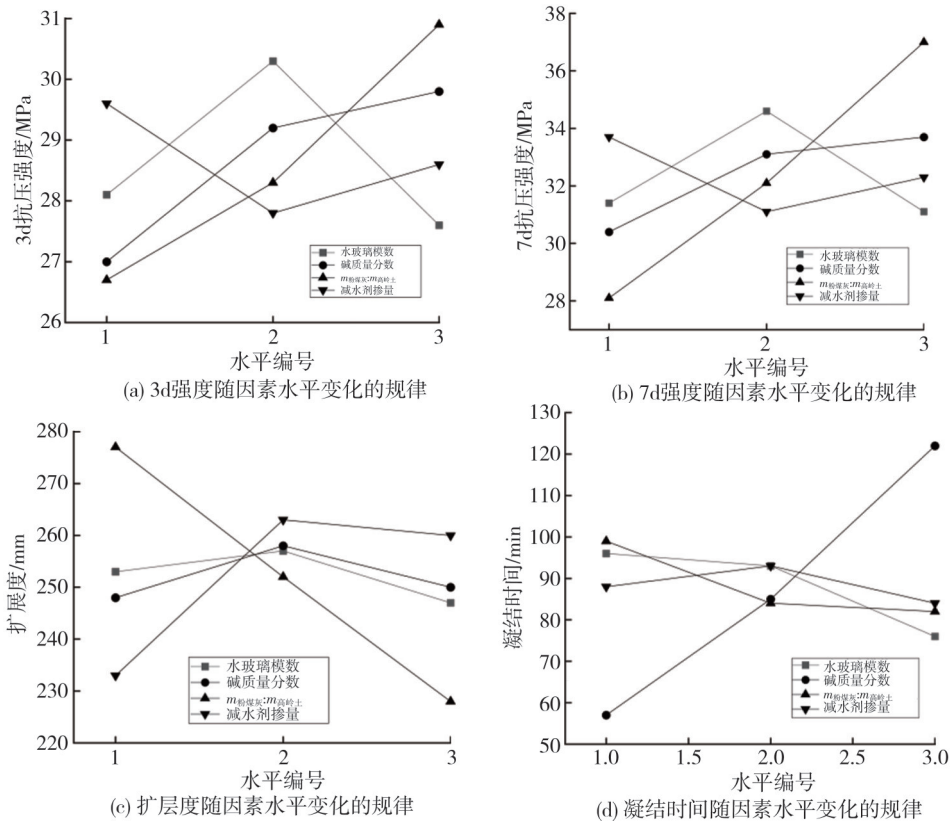 31
30
29
28
27
26
3d抗压强度/MPa
水玻璃模数
碱质量分数
m粉煤灰:m高岭土
减水剂掺量
1 2 3
水平编号
(a) 3d强度随因素水平变化的规律
38
36
34
32
30
28
7d抗压强度/MPa
水玻璃模数
碱质量分数
m粉煤灰:m高岭土
减水剂掺量
1 2 3
水平编号
(b) 7d强度随因素水平变化的规律
280
270
260
250
240
230
220
扩展度/mm
水玻璃模数
碱质量分数
m粉煤灰:m高岭土
减水剂掺量
1 2 3
水平编号
(c) 扩层度随因素水平变化的规律
130
120
110
100
90
80
70
60
50
凝结时间/min
水玻璃模数
碱质量分数
m粉煤灰:m高岭土
减水剂掺量
1.0 1.5 2.0 2.5 3.0
水平编号
(d) 凝结时间随因素水平变化的规律